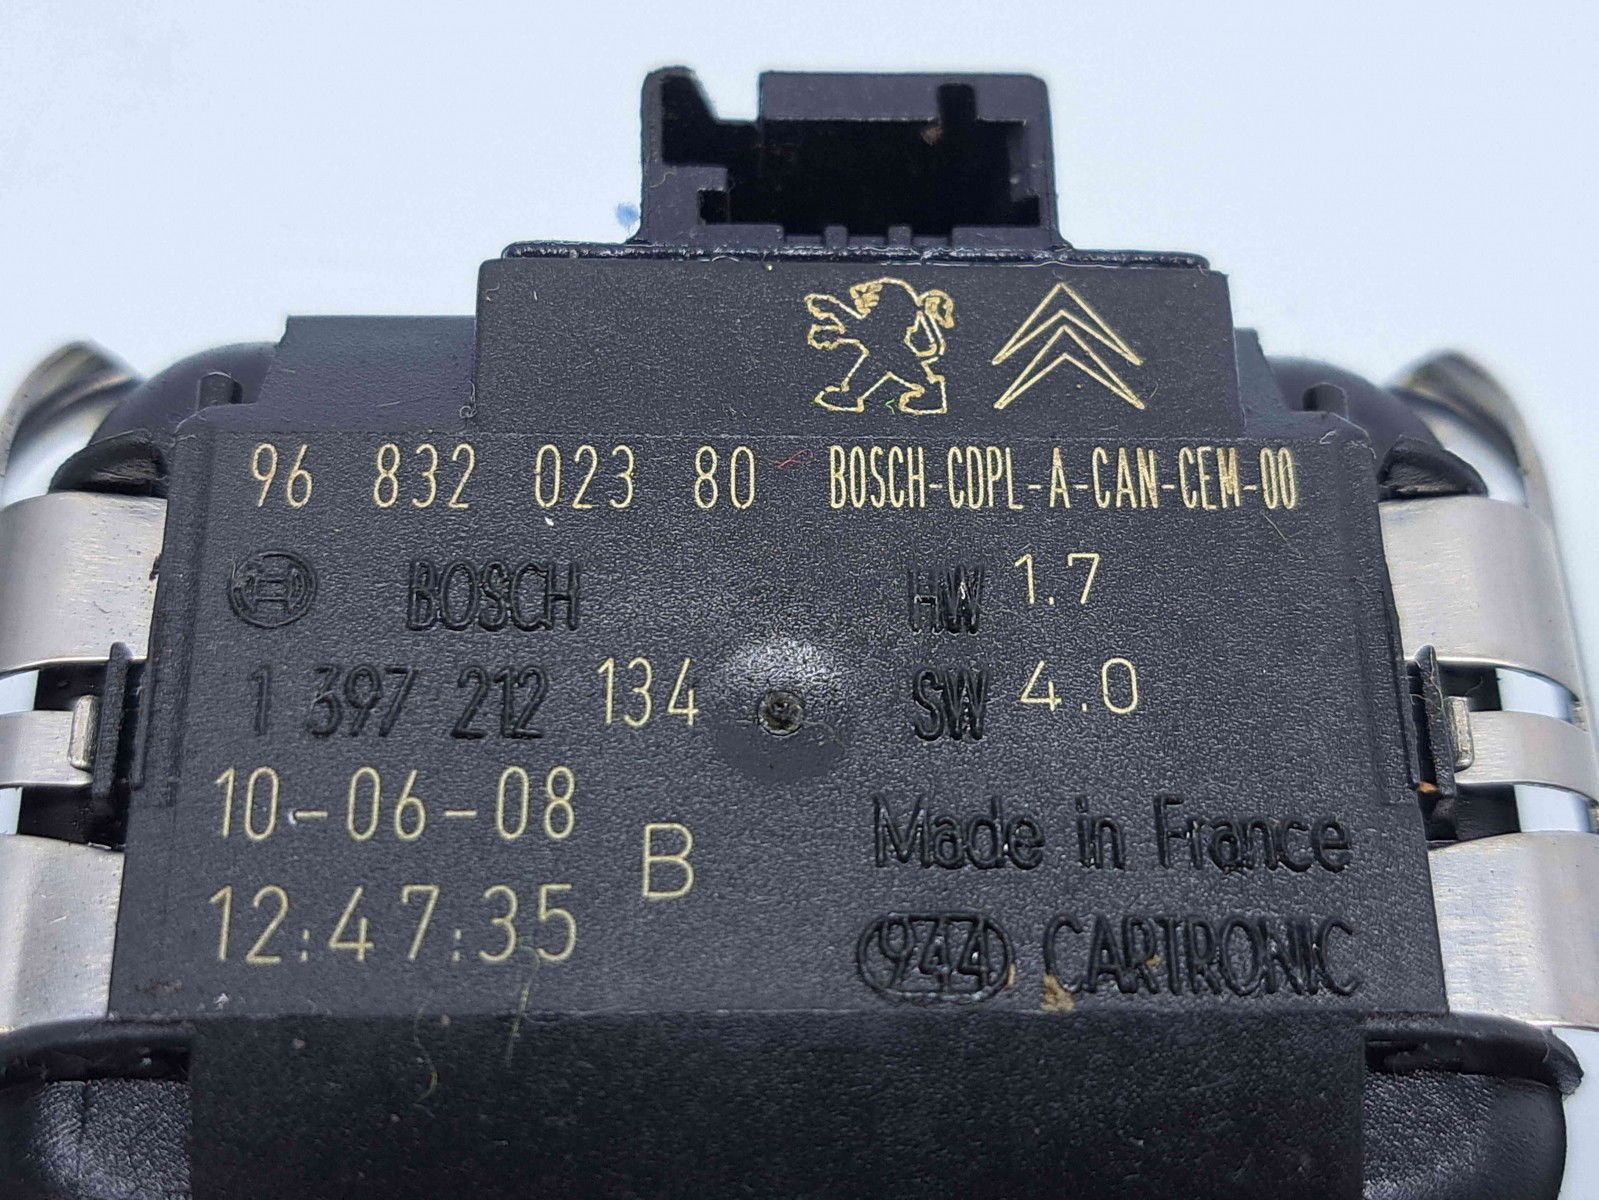 96 832 023 80 BOSCH-CDPL-A-CAN-CEM-00
BOSCH HW 1.7
1 397 212 134 SW 4.0
10-06-08
B
Made in France
12:47:35
944 CARTRONIC